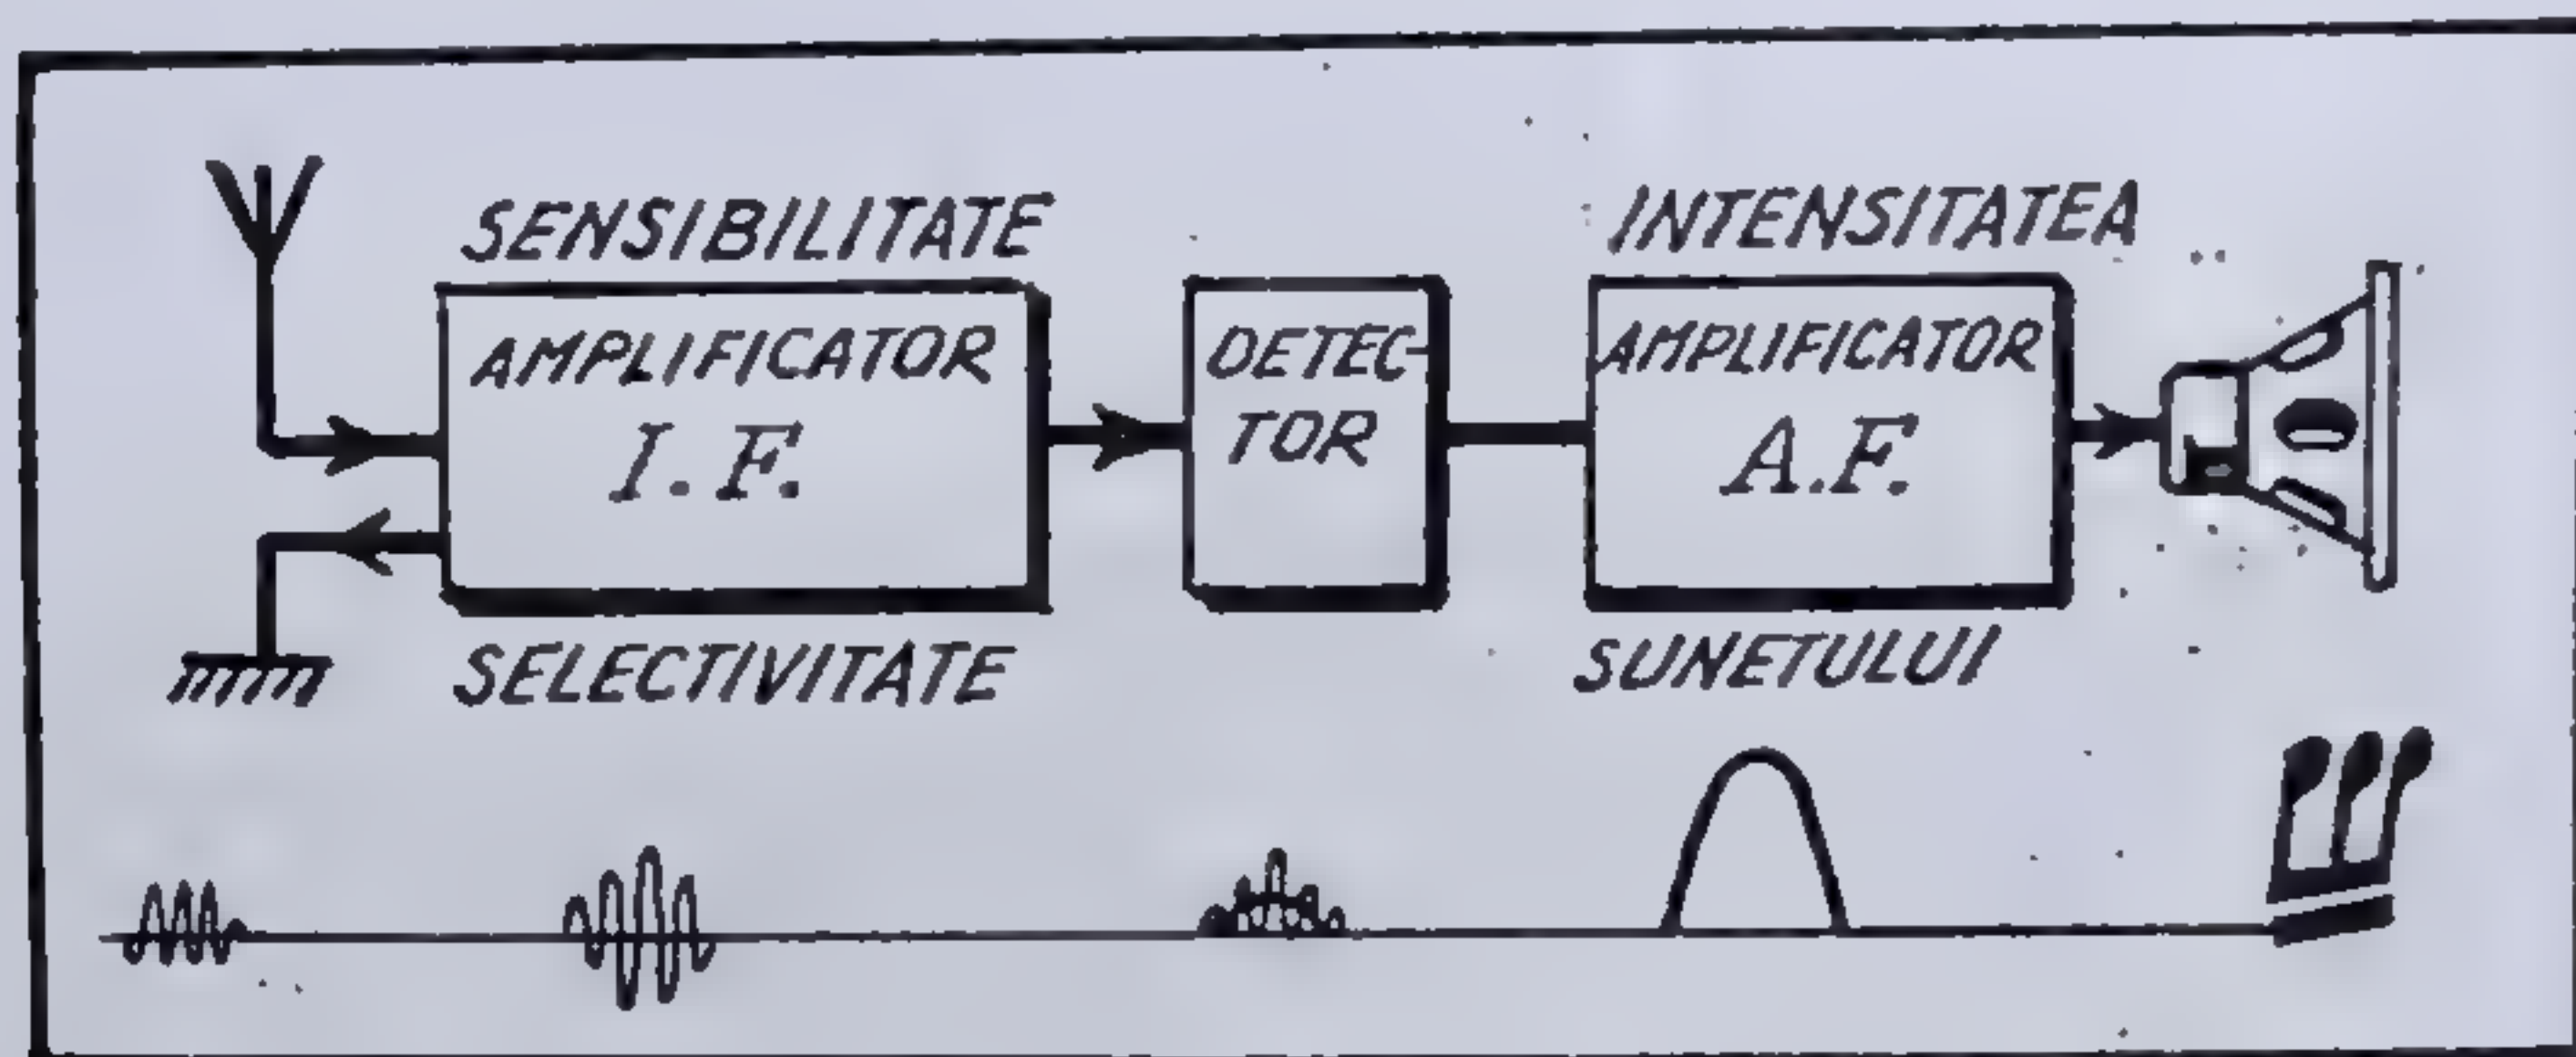 SENSIBILITATE
AMPLIFICATOR
I.F.
SELECTIVITATE
DETEC-
TOR
INTENSITATEA
AMPLIFICATOR
A.F.
SUNETULUI